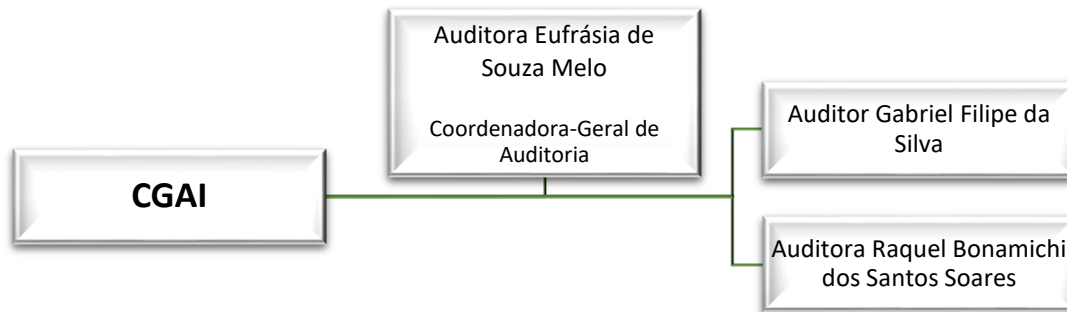 Auditora Eufrásia de
Souza Melo
Coordenadora-Geral de
Auditoria
CGAI
Auditor Gabriel Filipe da
Silva
Auditora Raquel Bonamichi
dos Santos Soares